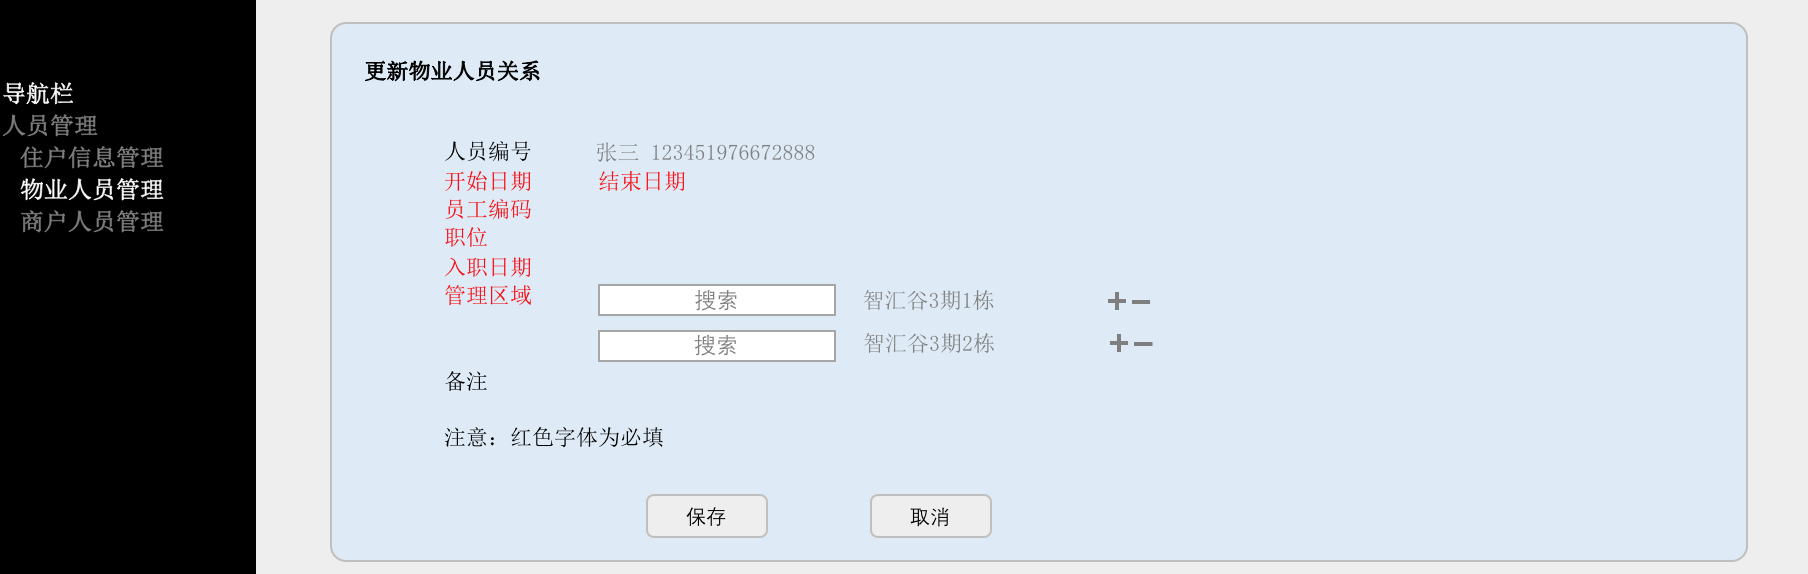 导航栏
人员管理
住户信息管理
物业人员管理
商户人员管理
更新物业人员关系
人员编号 张三 123451976672888
开始日期 结束日期
员工编码
职位
入职日期
管理区域 搜索 智汇谷3期1栋 +−
搜索 智汇谷3期2栋 +−
备注
注意：红色字体为必填
保存 取消